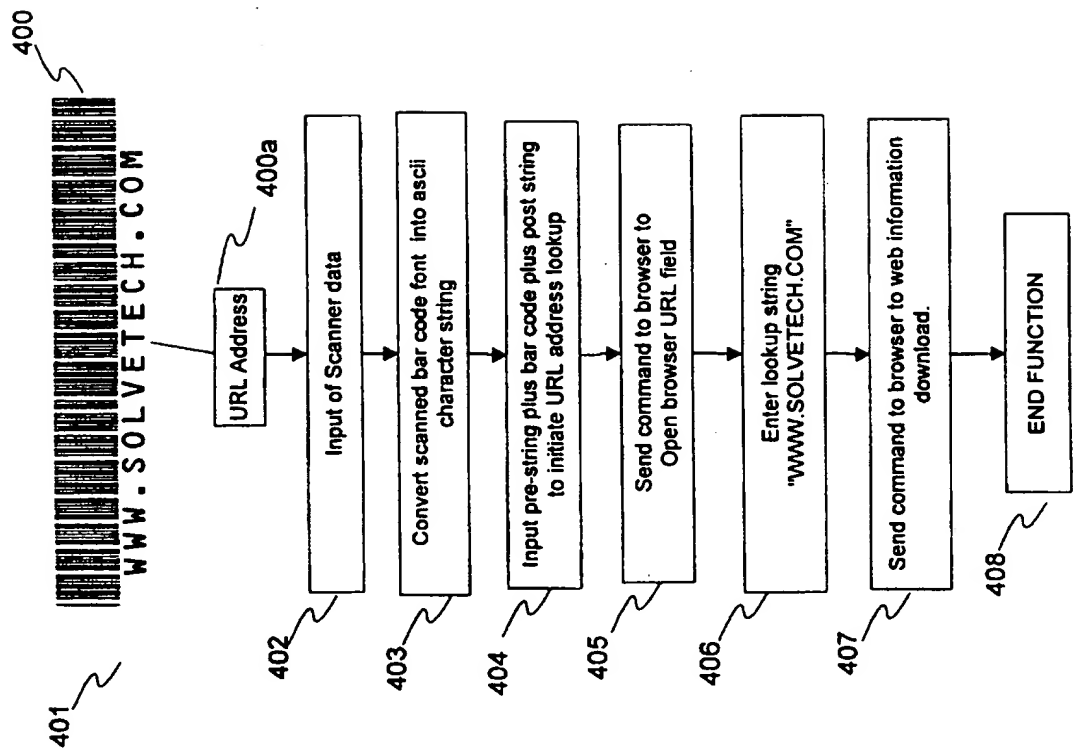 400
401
WWW.SOLVETECH.COM
400a
URL Address
402
Input of Scanner data
403
Convert scanned bar code font into ascii
character string
404
Input pre-string plus bar code plus post string
to initiate URL address lookup
405
Send command to browser to
Open browser URL field
406
Enter lookup string
"WWW.SOLVETECH.COM"
407
Send command to browser to web information
download.
408
END FUNCTION